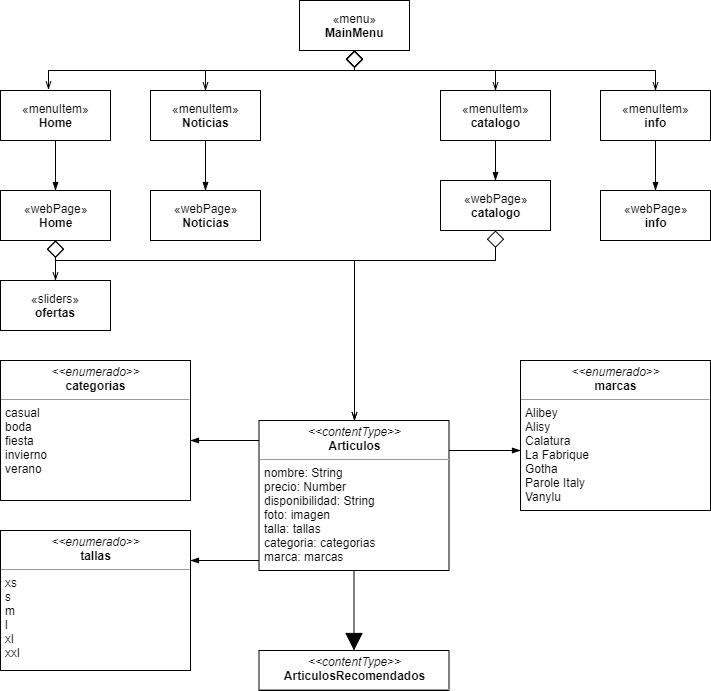 «menu»
MainMenu
«menuItem»
Home
«menuItem»
Noticias
«menuItem»
catalogo
«menuItem»
info
«webPage»
Home
«webPage»
Noticias
«webPage»
catalogo
«webPage»
info
«sliders»
ofertas
<<enumerado>>
categorias
casual
boda
fiesta
invierno
verano
<<enumerado>>
marcas
Alibey
Alisy
Calatura
La Fabrique
Gotha
Parole Italy
Vanylu
<<contentType>>
Articulos
nombre: String
precio: Number
disponibilidad: String
foto: imagen
talla: tallas
categoria: categorias
marca: marcas
<<enumerado>>
tallas
xs
s
m
l
xl
xxl
<<contentType>>
ArticulosRecomendados